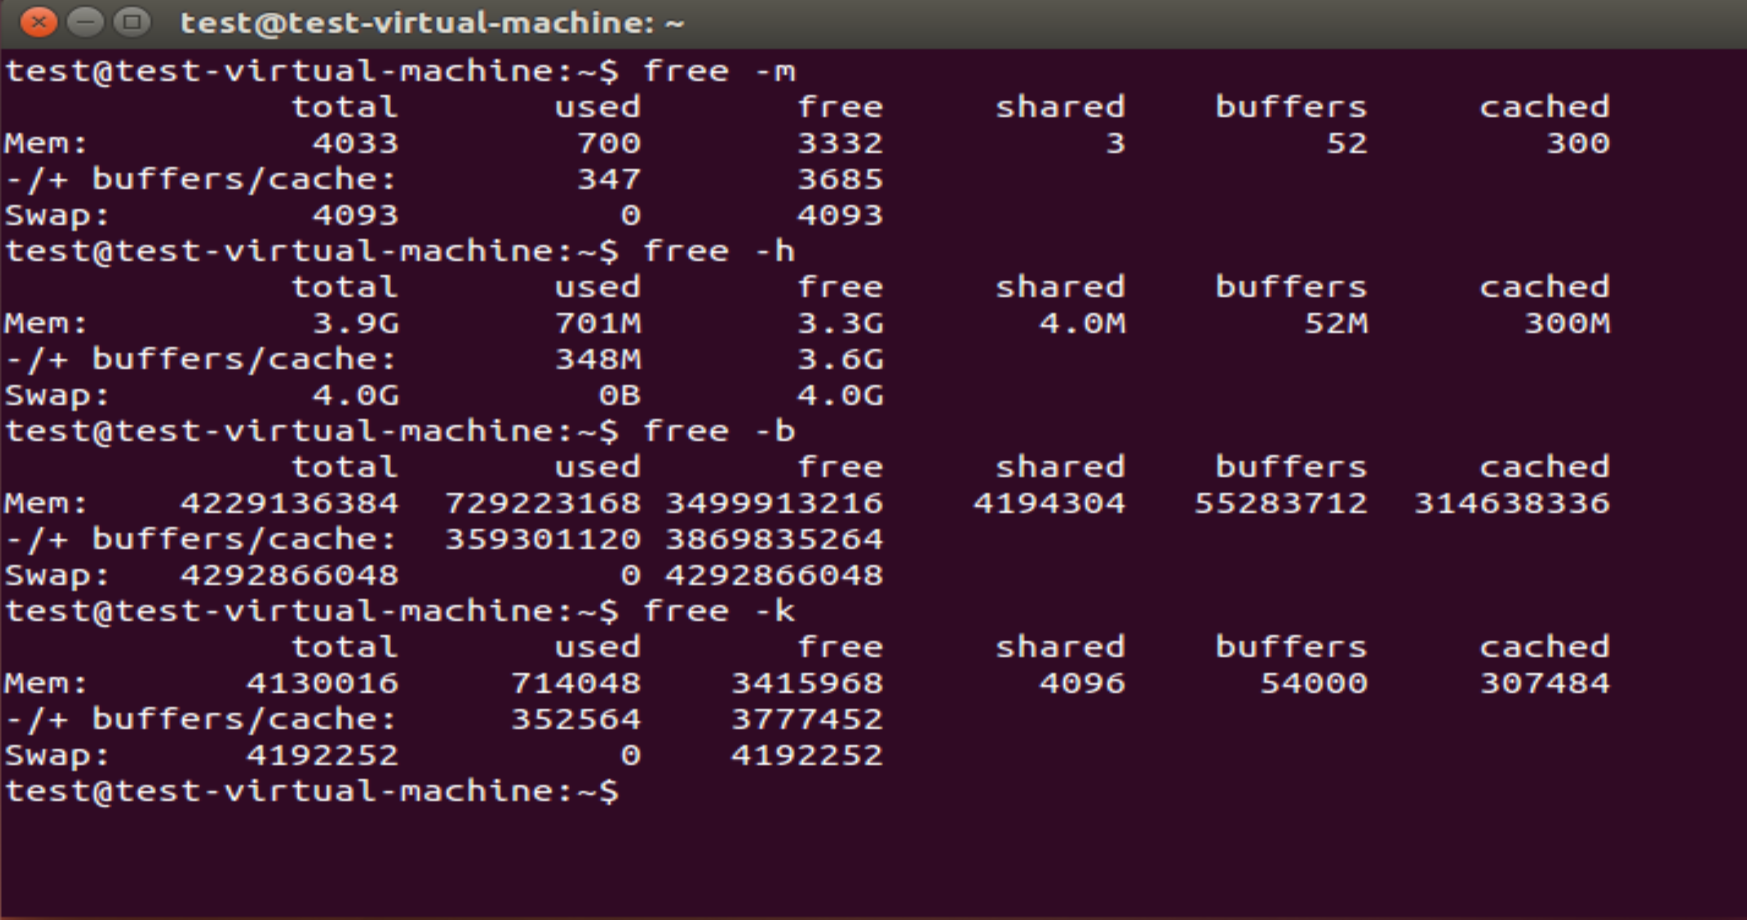 test@test-virtual-machine: ~
test@test-virtual-machine:~$ free -m
             total       used       free     shared    buffers     cached
Mem:          4033        700       3332          3         52        300
-/+ buffers/cache:        347       3685
Swap:         4093          0       4093
test@test-virtual-machine:~$ free -h
             total       used       free     shared    buffers     cached
Mem:          3.9G       701M       3.3G       4.0M        52M       300M
-/+ buffers/cache:       348M       3.6G
Swap:         4.0G         0B       4.0G
test@test-virtual-machine:~$ free -b
             total       used       free     shared    buffers     cached
Mem:    4229136384  729223168 3499913216    4194304   55283712  314638336
-/+ buffers/cache:  359301120 3869835264
Swap:   4292866048          0 4292866048
test@test-virtual-machine:~$ free -k
             total       used       free     shared    buffers     cached
Mem:       4130016     714048    3415968       4096      54000     307484
-/+ buffers/cache:     352564    3777452
Swap:      4192252          0    4192252
test@test-virtual-machine:~$